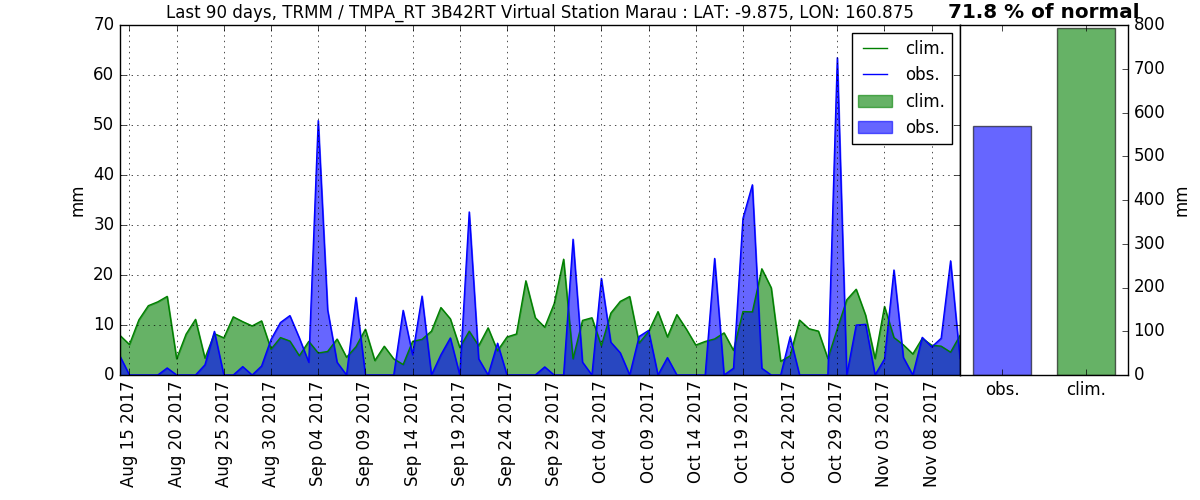 Last 90 days, TRMM / TMPA_RT 3B42RT Virtual Station Marau : LAT: -9.875, LON: 160.875
71.8 % of normal
clim.
obs.
clim.
obs.
mm
70
60
50
40
30
20
10
0
Aug 15 2017
Aug 20 2017
Aug 25 2017
Aug 30 2017
Sep 04 2017
Sep 09 2017
Sep 14 2017
Sep 19 2017
Sep 24 2017
Sep 29 2017
Oct 04 2017
Oct 09 2017
Oct 14 2017
Oct 19 2017
Oct 24 2017
Oct 29 2017
Nov 03 2017
Nov 08 2017
obs.
clim.
800
700
600
500
400
300
200
100
0
mm